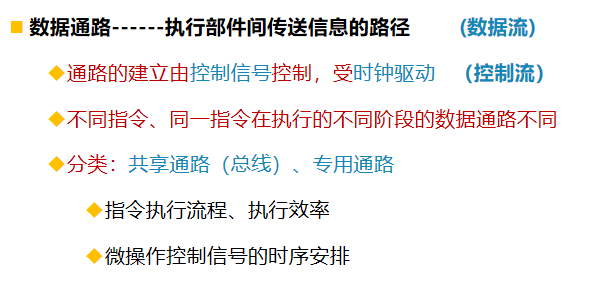 数据通路------执行部件间传送信息的路径 (数据流)
通路的建立由控制信号控制，受时钟驱动 (控制流)
不同指令、同一指令在执行的不同阶段的数据通路不同
分类：共享通路（总线）、专用通路
指令执行流程、执行效率
微操作控制信号的时序安排